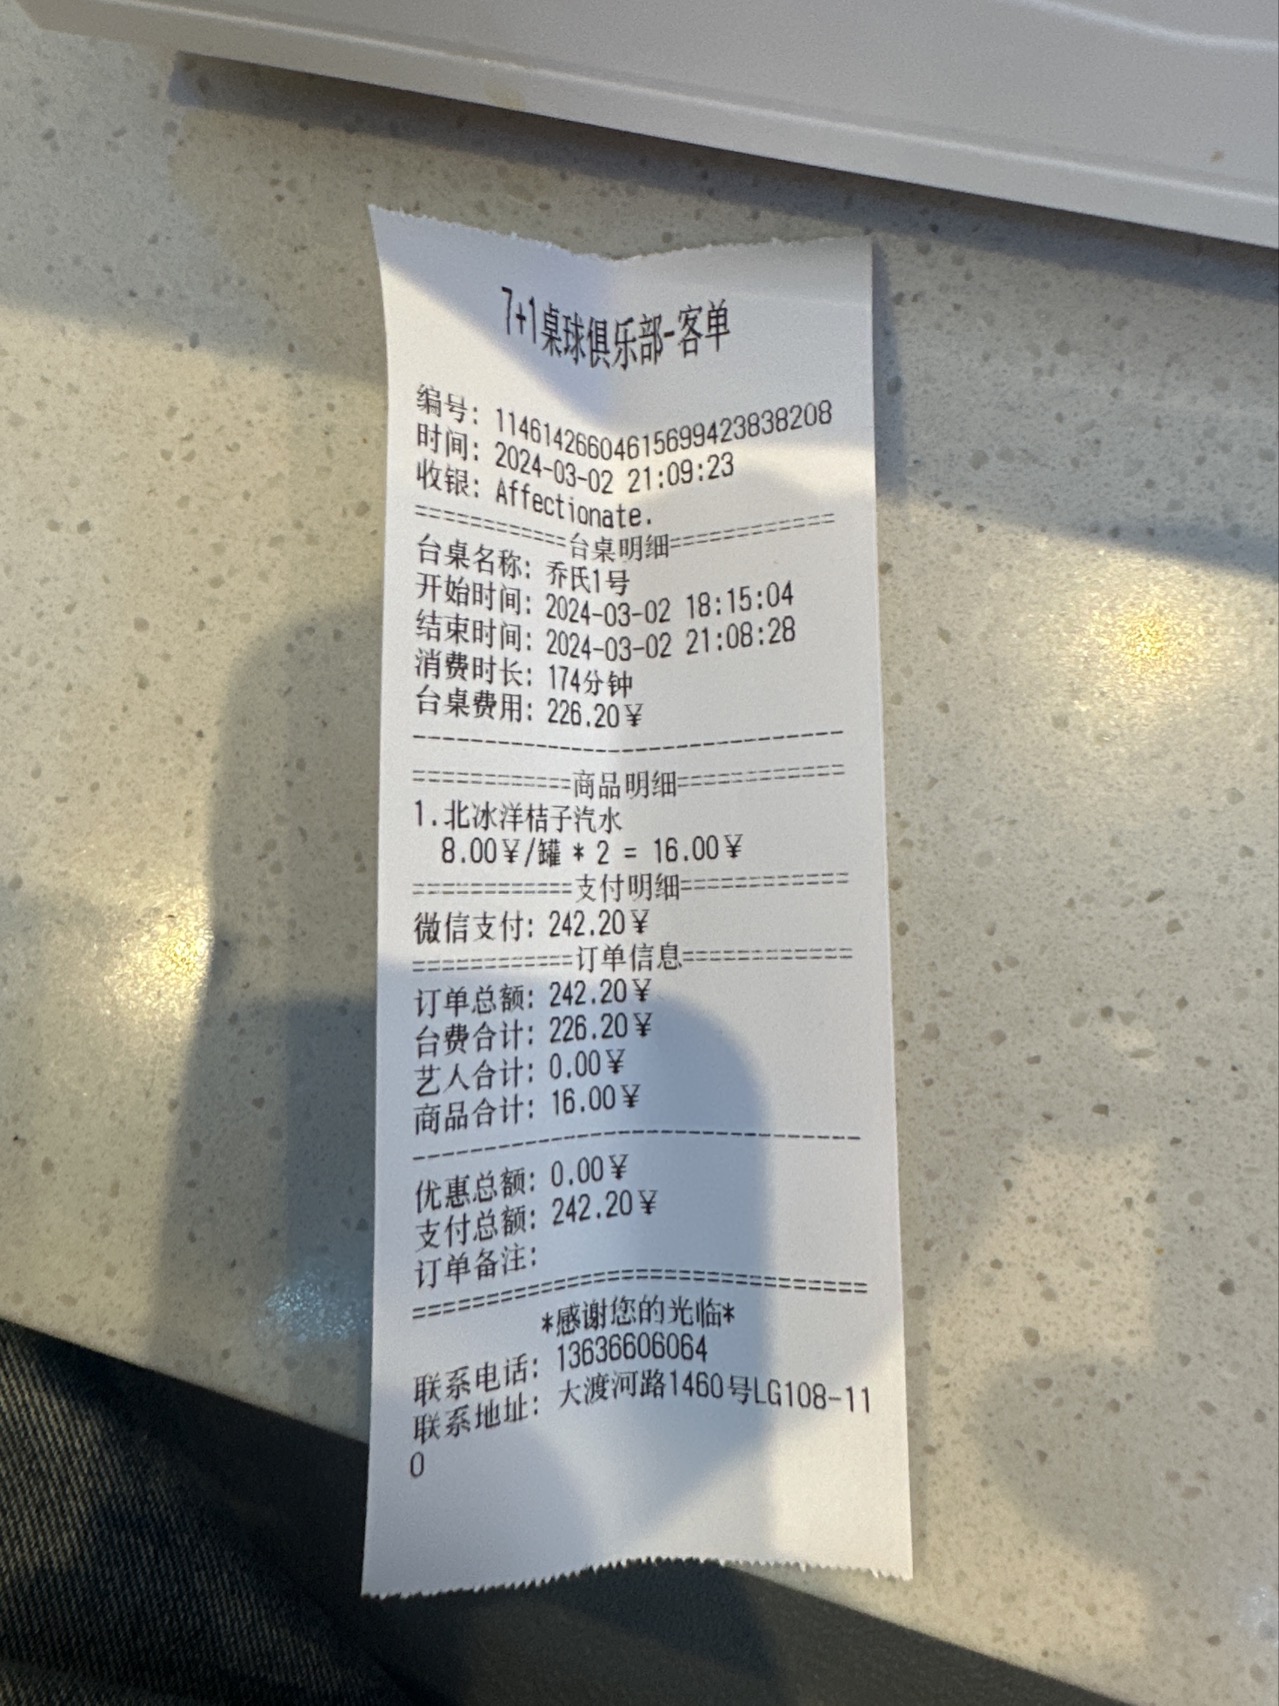 7+1桌球俱乐部-客单
编号: 11461426604615699423838208
时间: 2024-03-02 21:09:23
收银: Affectionate.
===========台桌明细===========
台桌名称: 乔氏1号
开始时间: 2024-03-02 18:15:04
结束时间: 2024-03-02 21:08:28
消费时长: 174分钟
台桌费用: 226.20¥
--------------------------------
===========商品明细===========
1.北冰洋桔子汽水
8.00¥/罐 * 2 = 16.00¥
===========支付明细===========
微信支付: 242.20¥
===========订单信息===========
订单总额: 242.20¥
台费合计: 226.20¥
艺人合计: 0.00¥
商品合计: 16.00¥
--------------------------------
优惠总额: 0.00¥
支付总额: 242.20¥
订单备注:
================================
*感谢您的光临*
联系电话: 13636606064
联系地址: 大渡河路1460号LG108-11
0